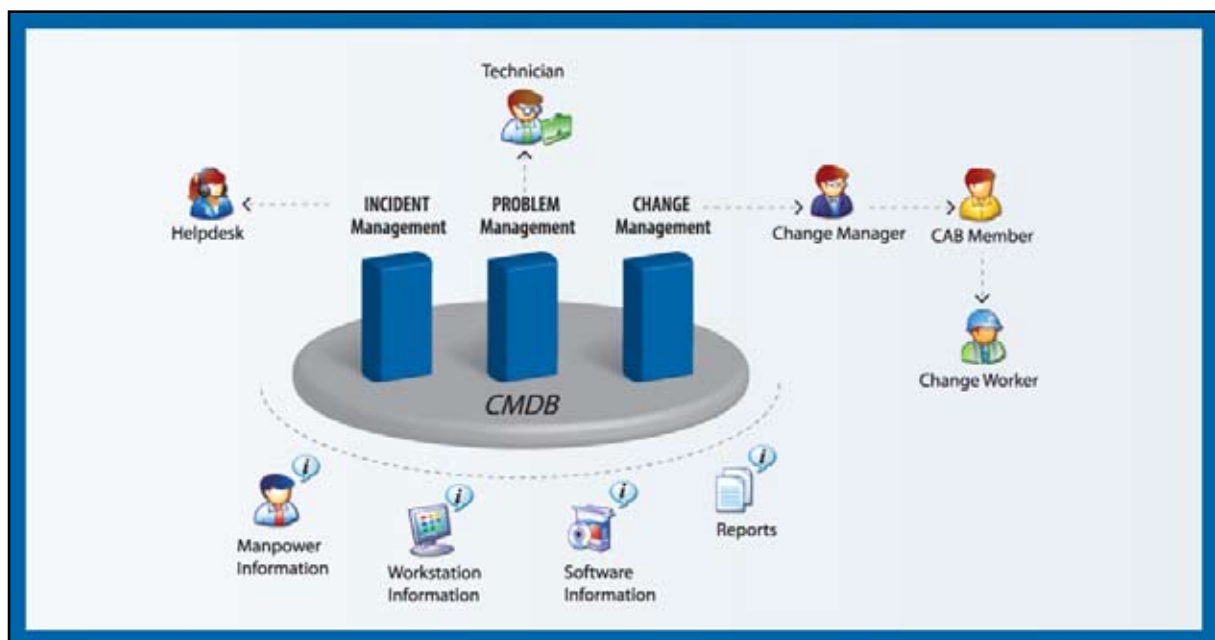 Technician
Helpdesk
INCIDENT
Management
PROBLEM
Management
CHANGE
Management
Change Manager
CAB Member
Change Worker
CMDB
i
Manpower
Information
i
Workstation
Information
i
Software
Information
i
Reports